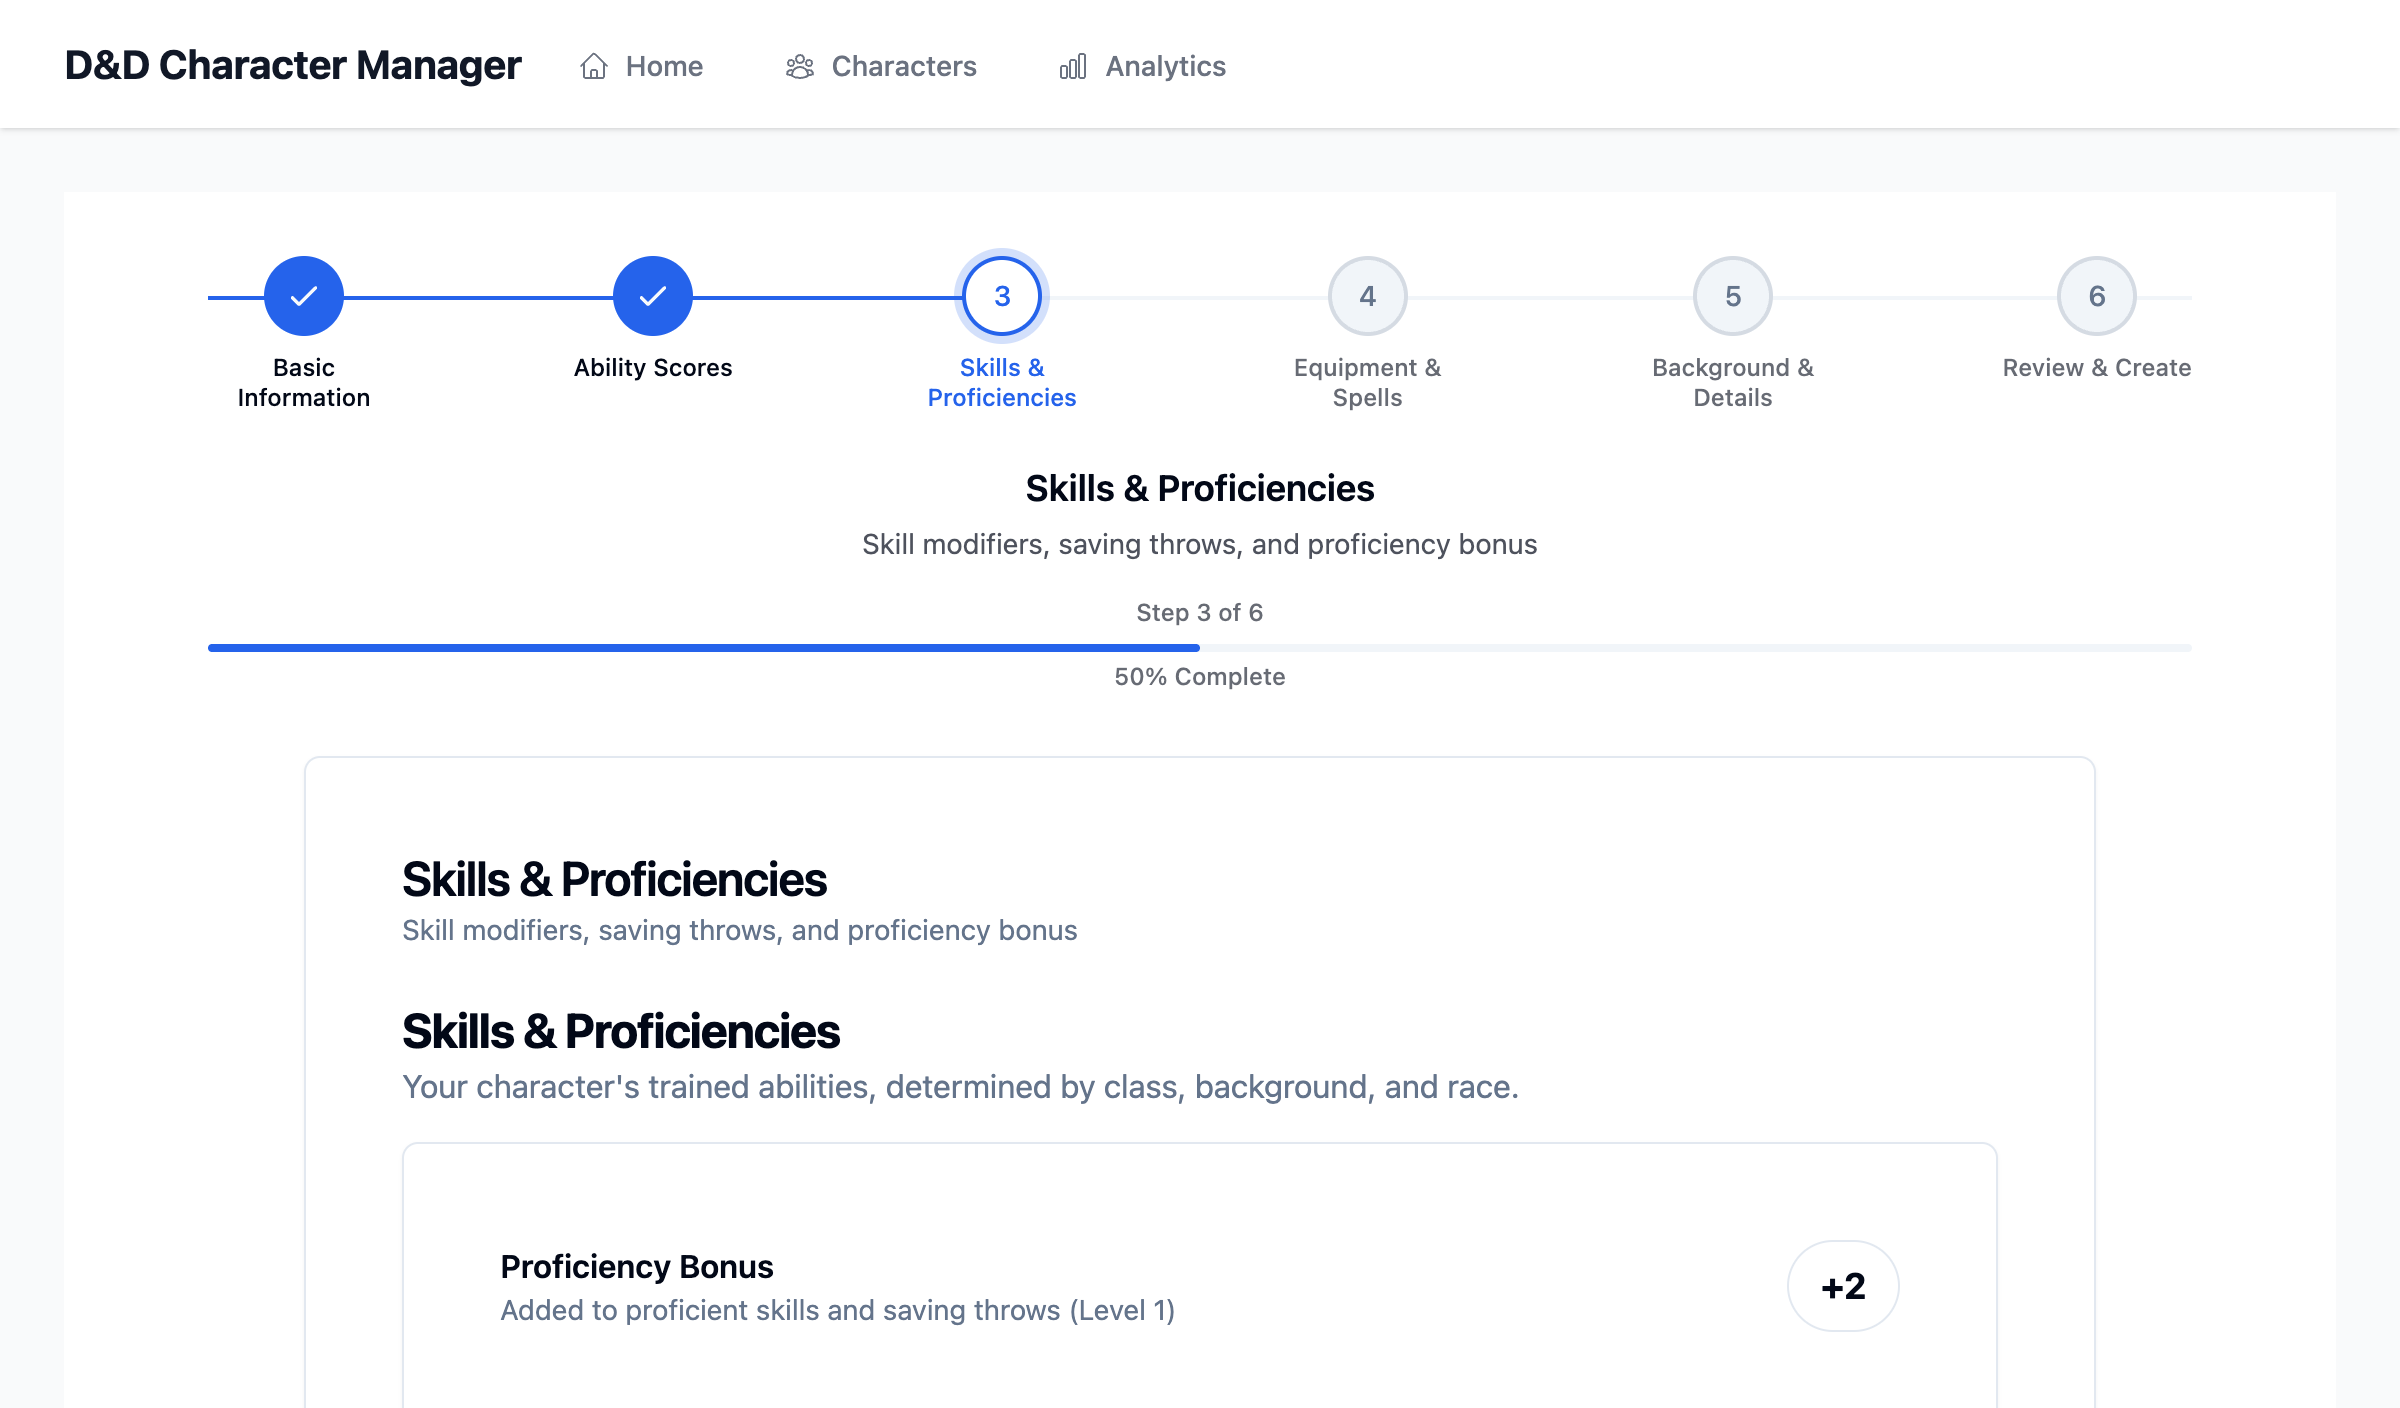 D&D Character Manager
Home
Characters
Analytics
3
4
5
6
Basic
Information
Ability Scores
Skills &
Proficiencies
Equipment &
Spells
Background &
Details
Review & Create
Skills & Proficiencies
Skill modifiers, saving throws, and proficiency bonus
Step 3 of 6
50% Complete
Skills & Proficiencies
Skill modifiers, saving throws, and proficiency bonus
Skills & Proficiencies
Your character's trained abilities, determined by class, background, and race.
Proficiency Bonus
Added to proficient skills and saving throws (Level 1)
+2